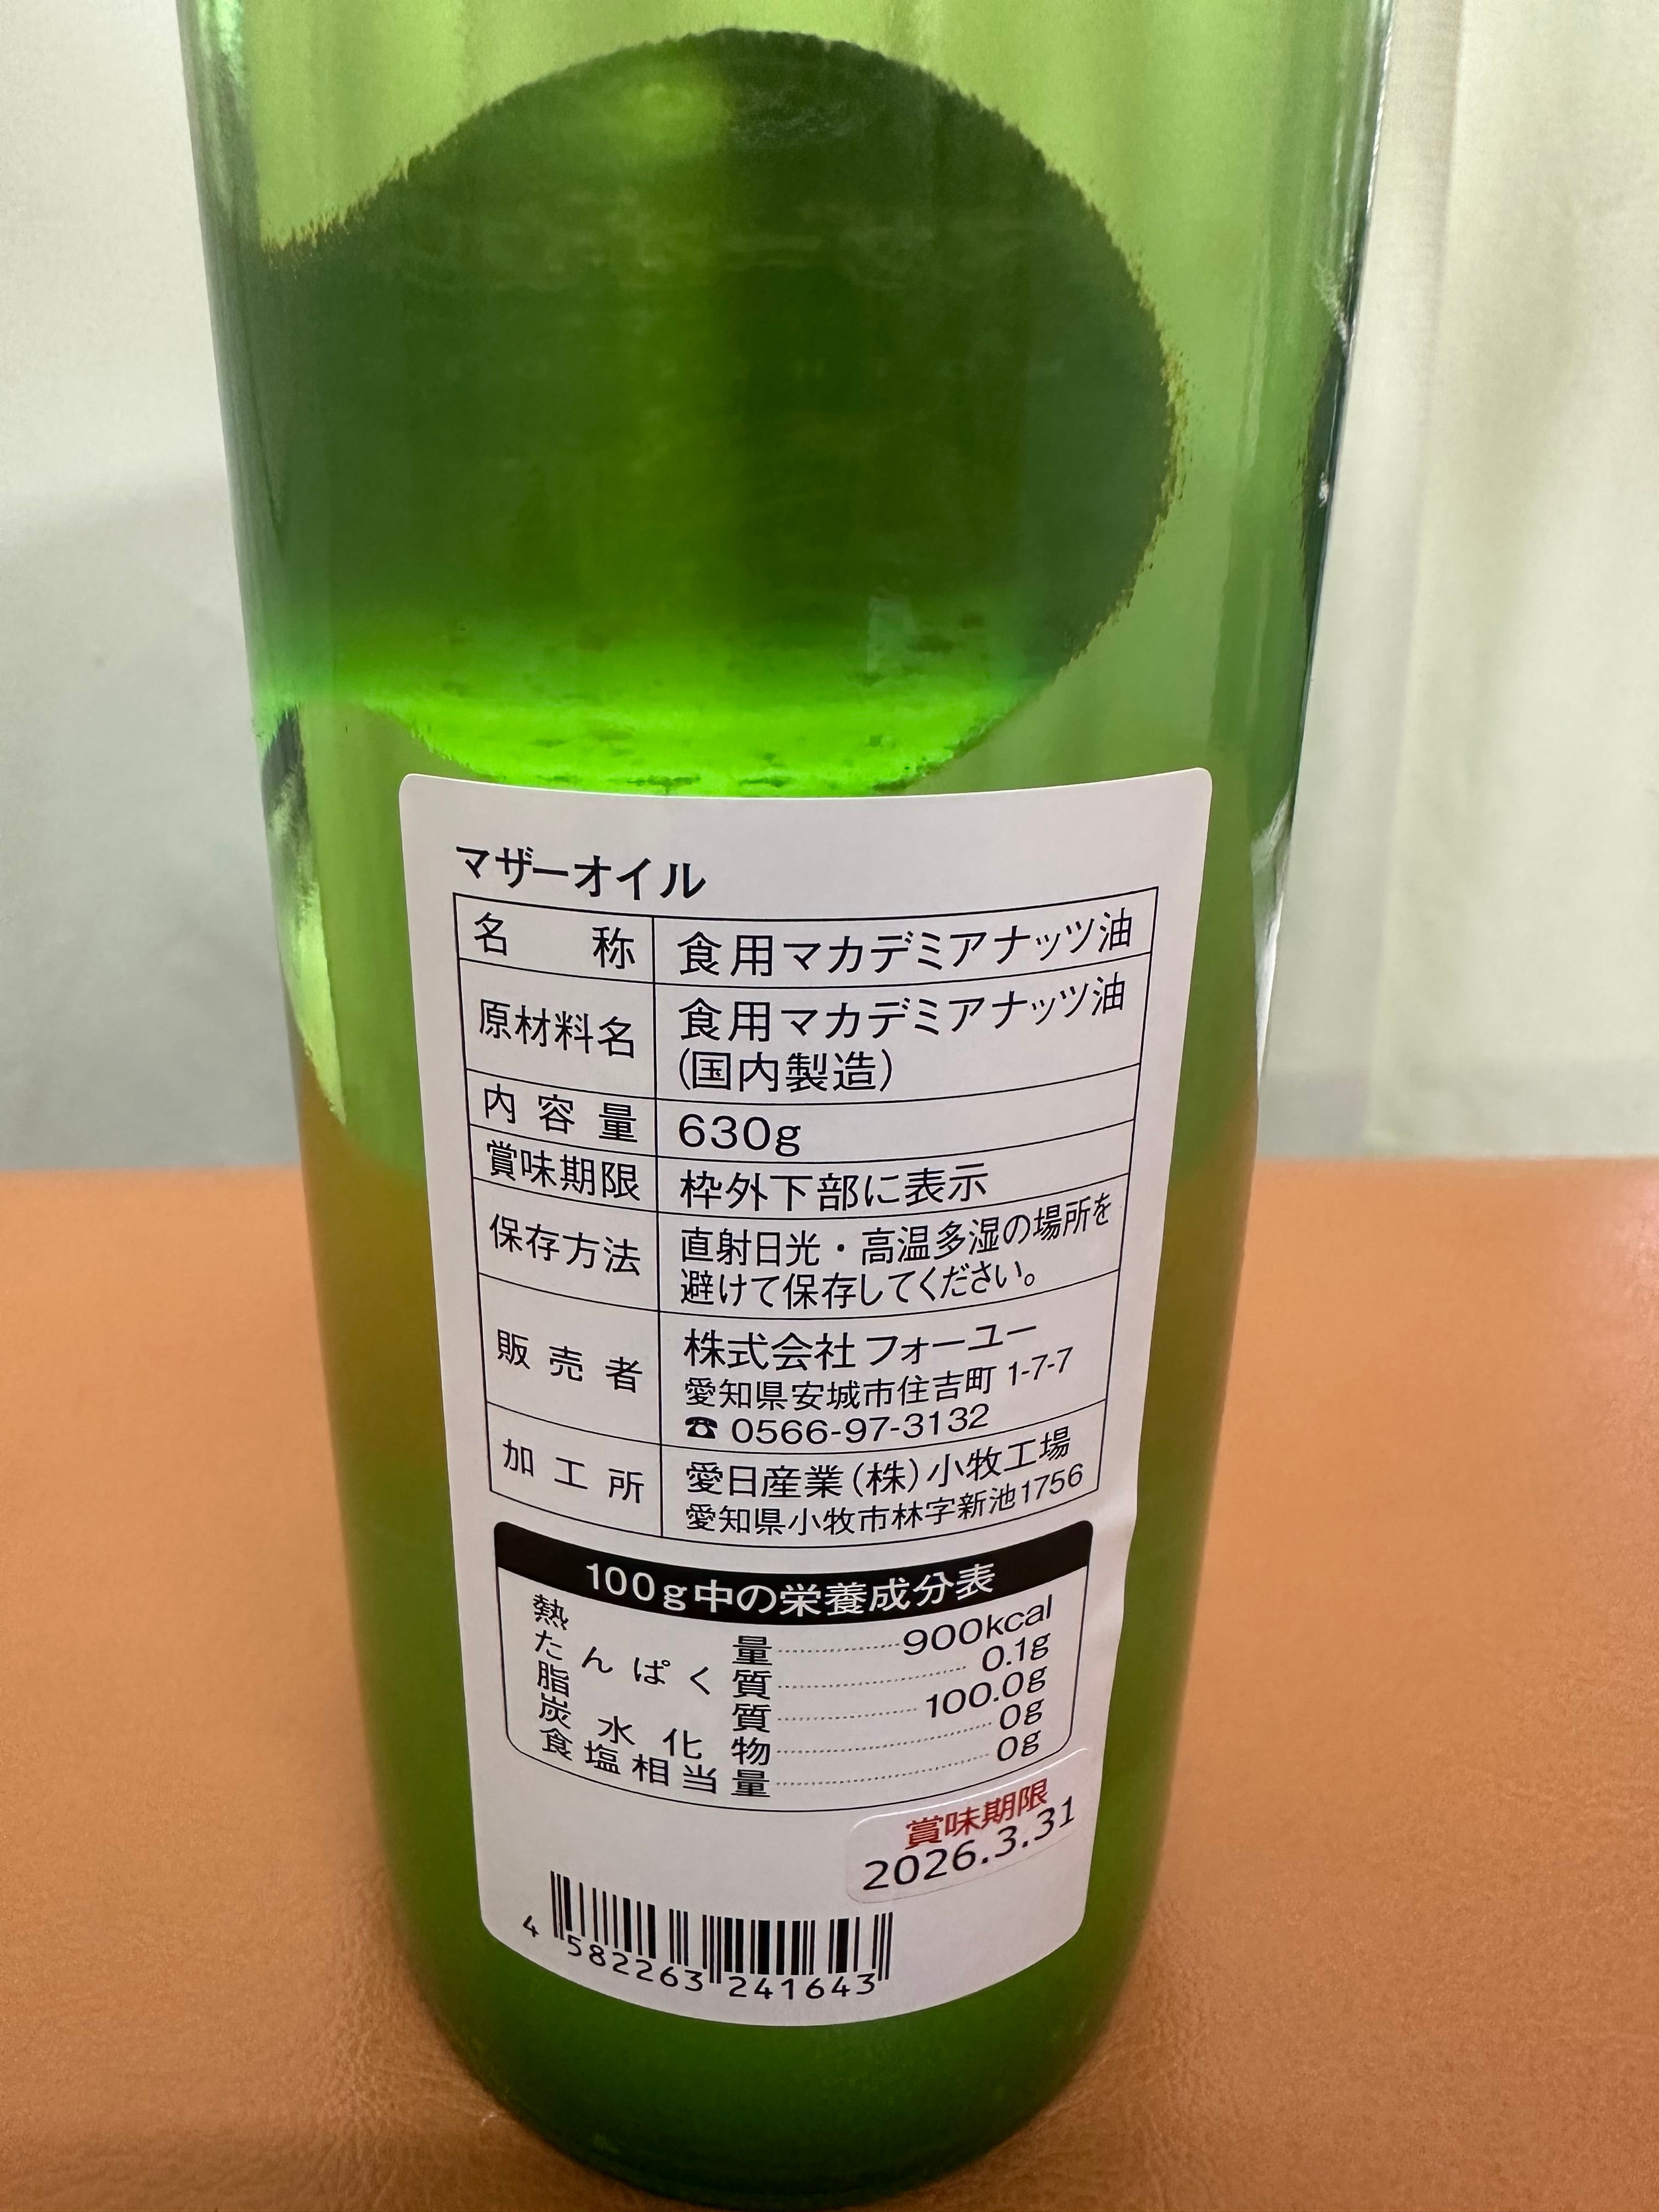 マザーオイル
名称 食用マカデミアナッツ油
原材料名 食用マカデミアナッツ油
(国内製造)
内容量 630g
賞味期限 枠外下部に表示
保存方法 直射日光・高温多湿の場所を
避けて保存してください。
販売者 株式会社フォーユー
愛知県安城市住吉町 1-7-7
☎ 0566-97-3132
加工所 愛日産業(株)小牧工場
愛知県小牧市林字新池1756
100g中の栄養成分表
熱量 900kcal
たんぱく質 0.1g
脂質 100.0g
炭水化物 0g
食塩相当量 0g
賞味期限
2026.3.31
4 582263 241643